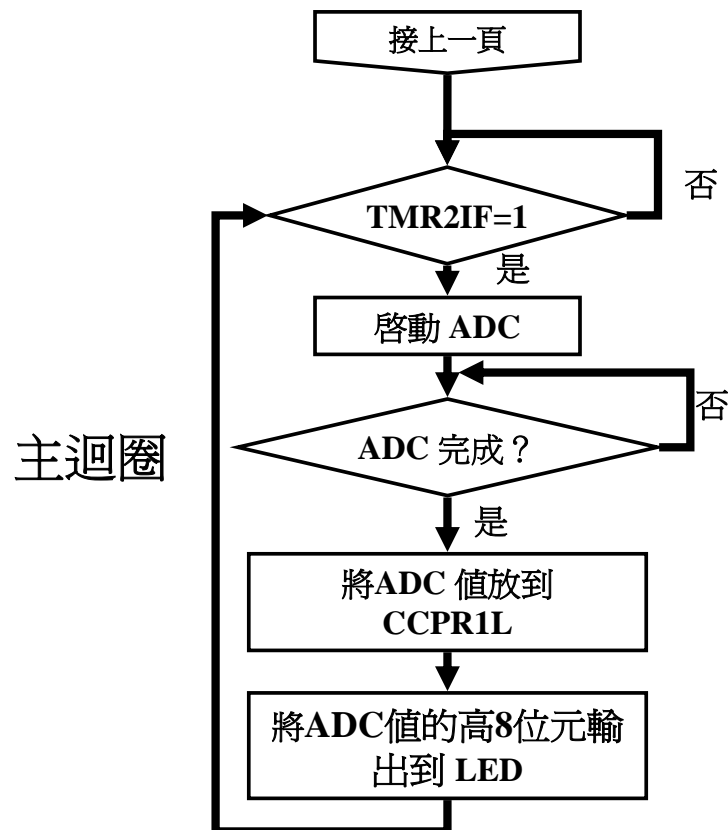 接上一頁
否
TMR2IF=1
是
啓動 ADC
否
ADC 完成？
主迴圈
是
將ADC 值放到
CCPR1L
將ADC值的高8位元輸
出到 LED